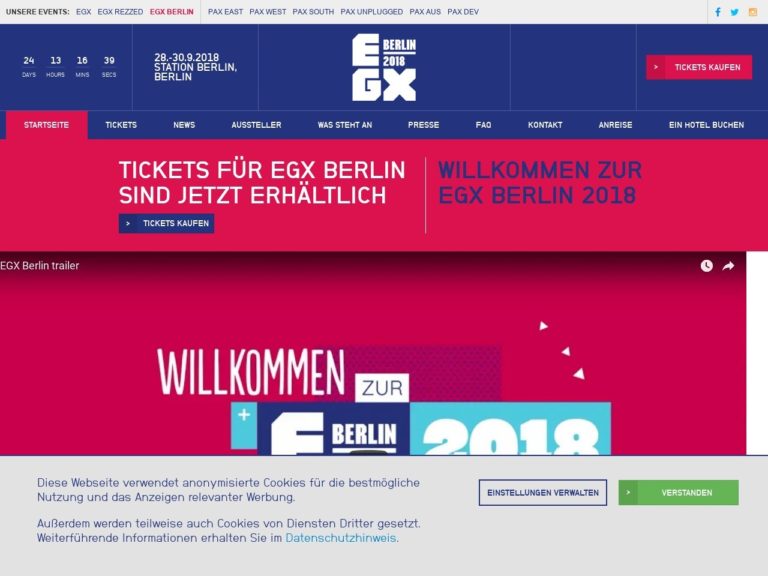 UNSERE EVENTS: EGX EGX REZZED EGX BERLIN PAX EAST PAX WEST PAX SOUTH PAX UNPLUGGED PAX AUS PAX DEV
24 13 16 39
DAYS HOURS MINS SECS
28.-30.9.2018
STATION BERLIN,
BERLIN
E BERLIN
2018
GX
> TICKETS KAUFEN
STARTSEITE TICKETS NEWS AUSSTELLER WAS STEHT AN PRESSE FAQ KONTAKT ANREISE EIN HOTEL BUCHEN
TICKETS FÜR EGX BERLIN
SIND JETZT ERHÄLTLICH
> TICKETS KAUFEN
WILLKOMMEN ZUR
EGX BERLIN 2018
EGX Berlin trailer
WILLKOMMEN
ZUR
E BERLIN 2018
Diese Webseite verwendet anonymisierte Cookies für die bestmögliche
Nutzung und das Anzeigen relevanter Werbung.
Außerdem werden teilweise auch Cookies von Diensten Dritter gesetzt.
Weiterführende Informationen erhalten Sie im Datenschutzhinweis.
EINSTELLUNGEN VERWALTEN
> VERSTANDEN